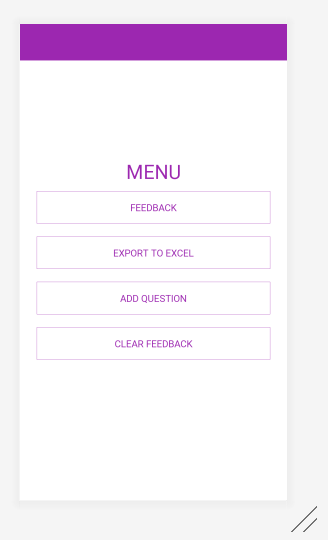 MENU
FEEDBACK
EXPORT TO EXCEL
ADD QUESTION
CLEAR FEEDBACK